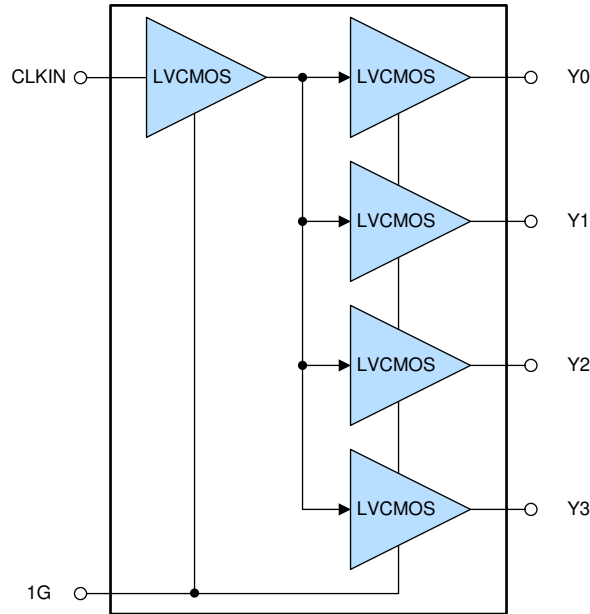 CLKIN
LVCMOS
LVCMOS
Y0
LVCMOS
Y1
LVCMOS
Y2
LVCMOS
Y3
1G